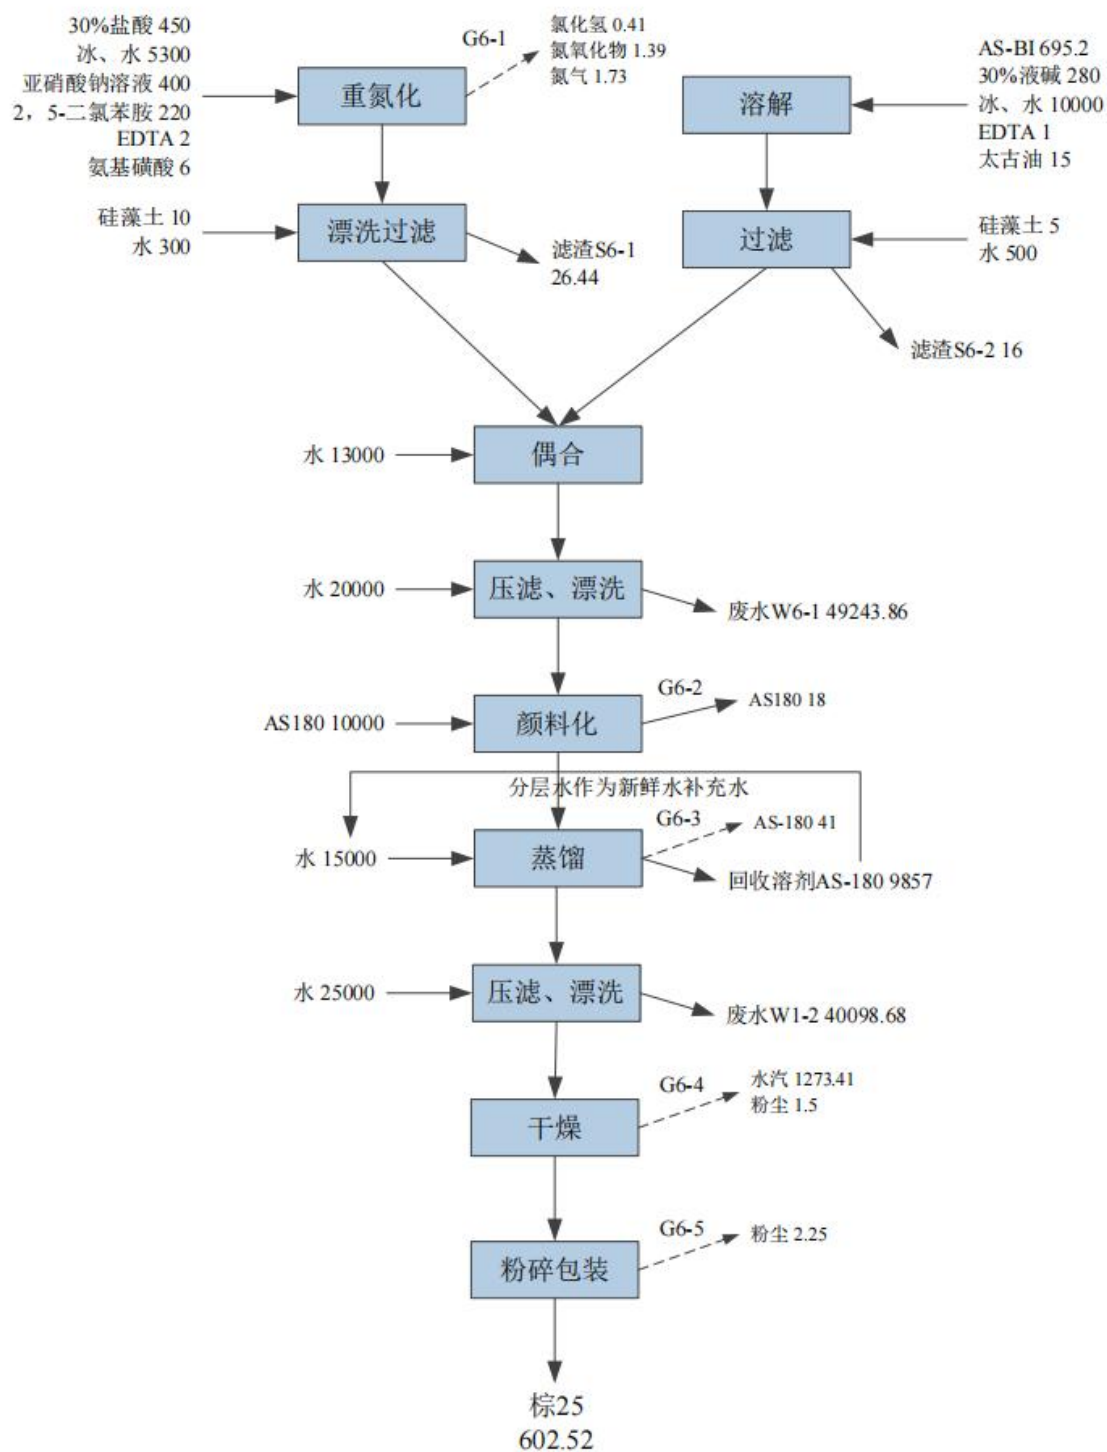 30%盐酸 450
冰、水 5300
亚硝酸钠溶液 400
2，5-二氯苯胺 220
EDTA 2
氨基磺酸 6
重氮化
G6-1
氯化氢 0.41
氮氧化物 1.39
氮气 1.73
溶解
AS-BI 695.2
30%液碱 280
冰、水 10000
EDTA 1
太古油 15
硅藻土 10
水 300
漂洗过滤
滤渣S6-1
26.44
过滤
硅藻土 5
水 500
滤渣S6-2 16
水 13000
偶合
水 20000
压滤、漂洗
废水W6-1 49243.86
AS180 10000
颜料化
G6-2
AS180 18
分层水作为新鲜水补充水
水 15000
蒸馏
G6-3
AS-180 41
回收溶剂AS-180 9857
水 25000
压滤、漂洗
废水W1-2 40098.68
干燥
G6-4
水汽 1273.41
粉尘 1.5
粉碎包装
G6-5
粉尘 2.25
棕25
602.52